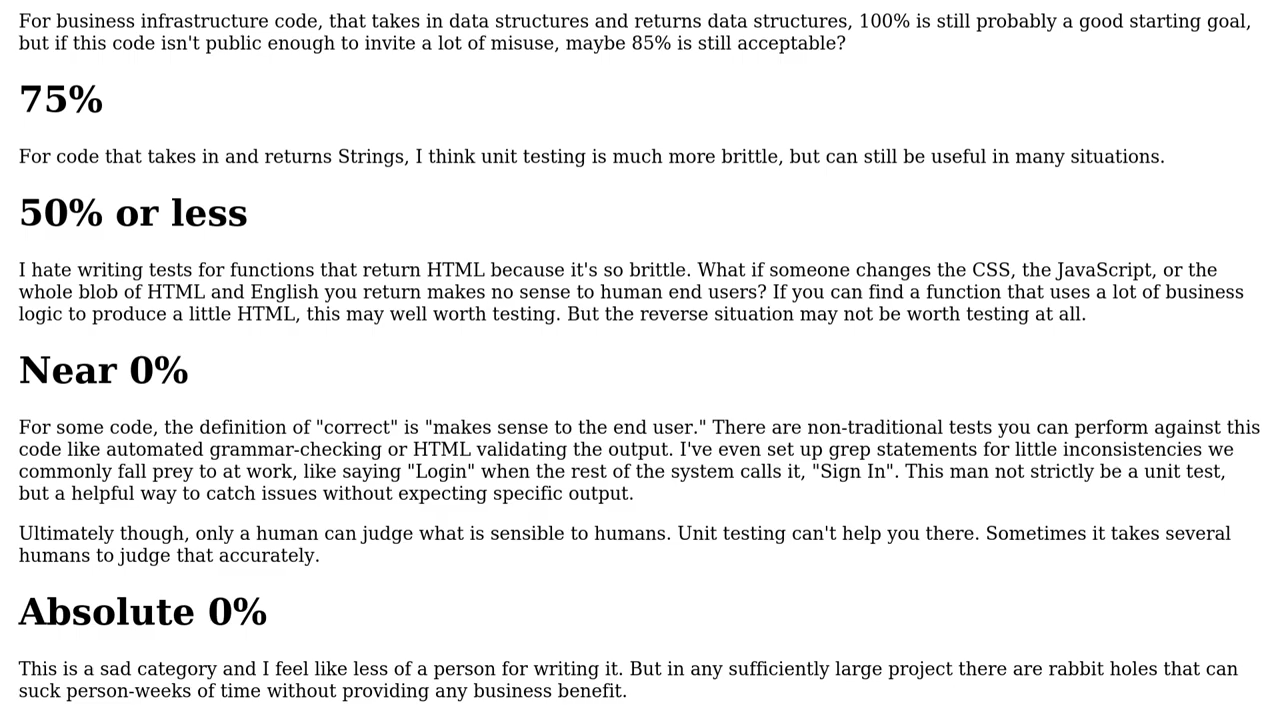 For business infrastructure code, that takes in data structures and returns data structures, 100% is still probably a good starting goal,
but if this code isn't public enough to invite a lot of misuse, maybe 85% is still acceptable?
75%
For code that takes in and returns Strings, I think unit testing is much more brittle, but can still be useful in many situations.
50% or less
I hate writing tests for functions that return HTML because it's so brittle. What if someone changes the CSS, the JavaScript, or the
whole blob of HTML and English you return makes no sense to human end users? If you can find a function that uses a lot of business
logic to produce a little HTML, this may well worth testing. But the reverse situation may not be worth testing at all.
Near 0%
For some code, the definition of "correct" is "makes sense to the end user." There are non-traditional tests you can perform against this
code like automated grammar-checking or HTML validating the output. I've even set up grep statements for little inconsistencies we
commonly fall prey to at work, like saying "Login" when the rest of the system calls it, "Sign In". This man not strictly be a unit test,
but a helpful way to catch issues without expecting specific output.
Ultimately though, only a human can judge what is sensible to humans. Unit testing can't help you there. Sometimes it takes several
humans to judge that accurately.
Absolute 0%
This is a sad category and I feel like less of a person for writing it. But in any sufficiently large project there are rabbit holes that can
suck person-weeks of time without providing any business benefit.